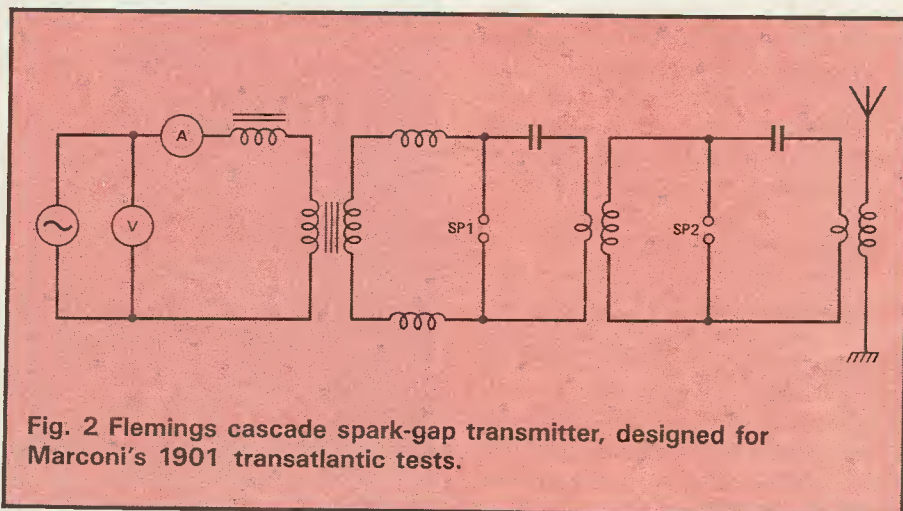 A
V
SP1
SP2
Fig. 2 Flemings cascade spark-gap transmitter, designed for
Marconi's 1901 transatlantic tests.